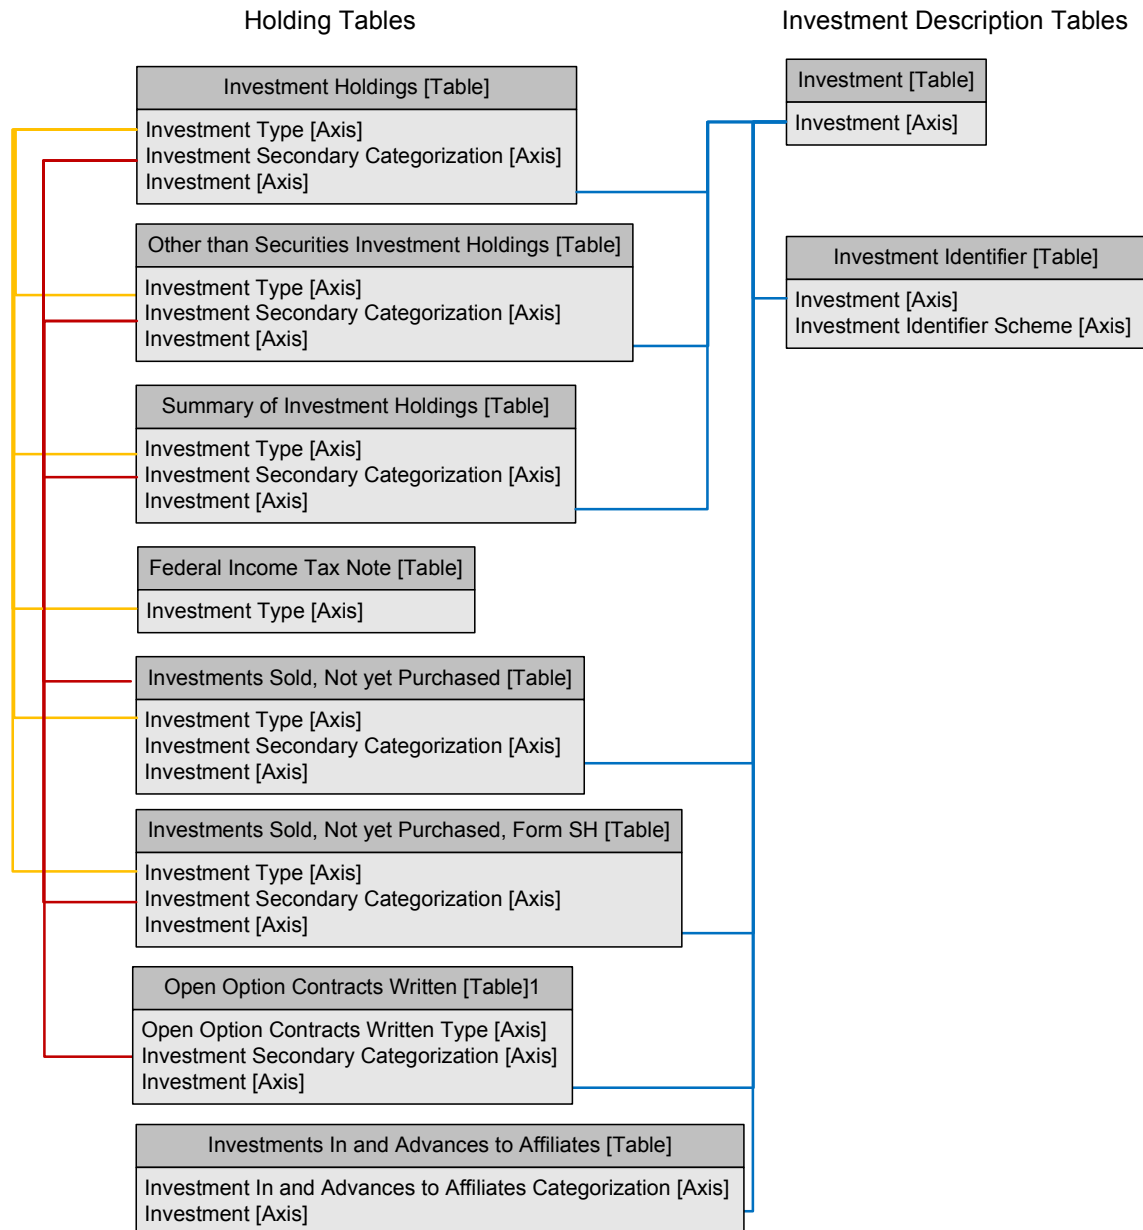 Holding Tables
Investment Description Tables
Investment Holdings [Table]
Investment Type [Axis]
Investment Secondary Categorization [Axis]
Investment [Axis]
Other than Securities Investment Holdings [Table]
Investment Type [Axis]
Investment Secondary Categorization [Axis]
Investment [Axis]
Summary of Investment Holdings [Table]
Investment Type [Axis]
Investment Secondary Categorization [Axis]
Investment [Axis]
Federal Income Tax Note [Table]
Investment Type [Axis]
Investments Sold, Not yet Purchased [Table]
Investment Type [Axis]
Investment Secondary Categorization [Axis]
Investment [Axis]
Investments Sold, Not yet Purchased, Form SH [Table]
Investment Type [Axis]
Investment Secondary Categorization [Axis]
Investment [Axis]
Open Option Contracts Written [Table]1
Open Option Contracts Written Type [Axis]
Investment Secondary Categorization [Axis]
Investment [Axis]
Investments In and Advances to Affiliates [Table]
Investment In and Advances to Affiliates Categorization [Axis]
Investment [Axis]
Investment [Table]
Investment [Axis]
Investment Identifier [Table]
Investment [Axis]
Investment Identifier Scheme [Axis]